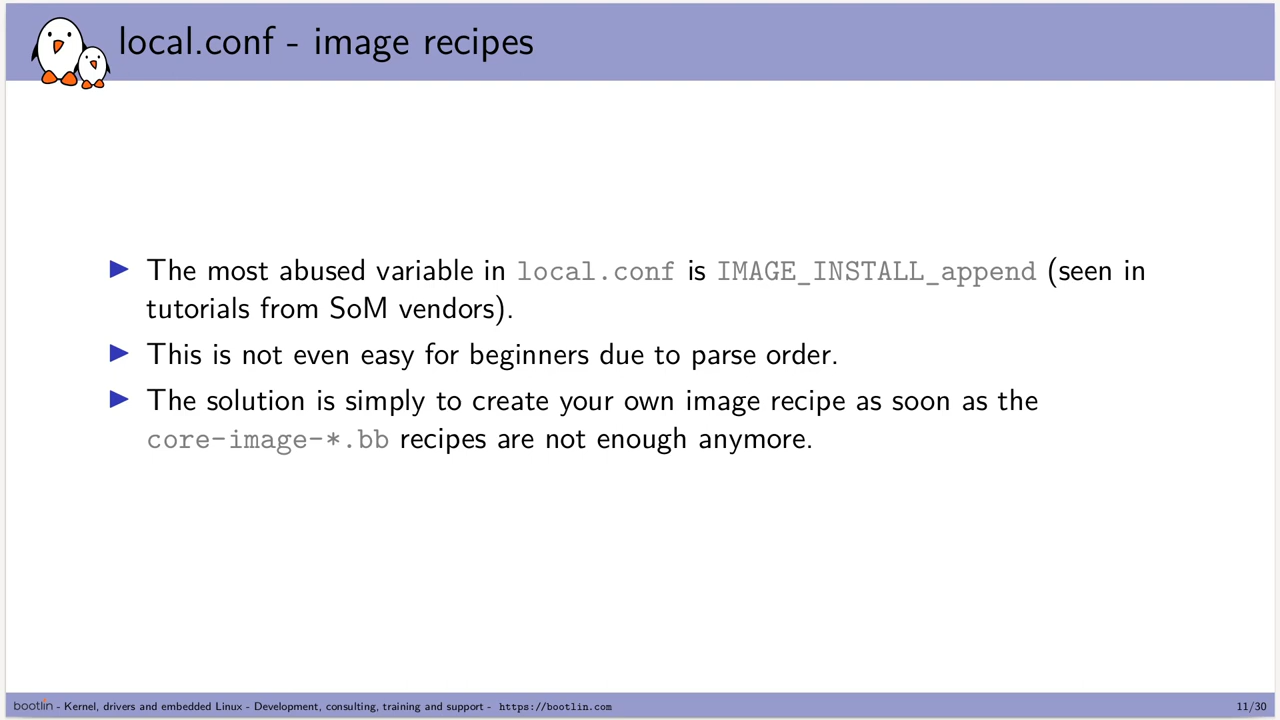 local.conf - image recipes
▶ The most abused variable in local.conf is IMAGE_INSTALL_append (seen in
tutorials from SoM vendors).
▶ This is not even easy for beginners due to parse order.
▶ The solution is simply to create your own image recipe as soon as the
core-image-*.bb recipes are not enough anymore.
bootlin - Kernel, drivers and embedded Linux - Development, consulting, training and support - https://bootlin.com 11/30